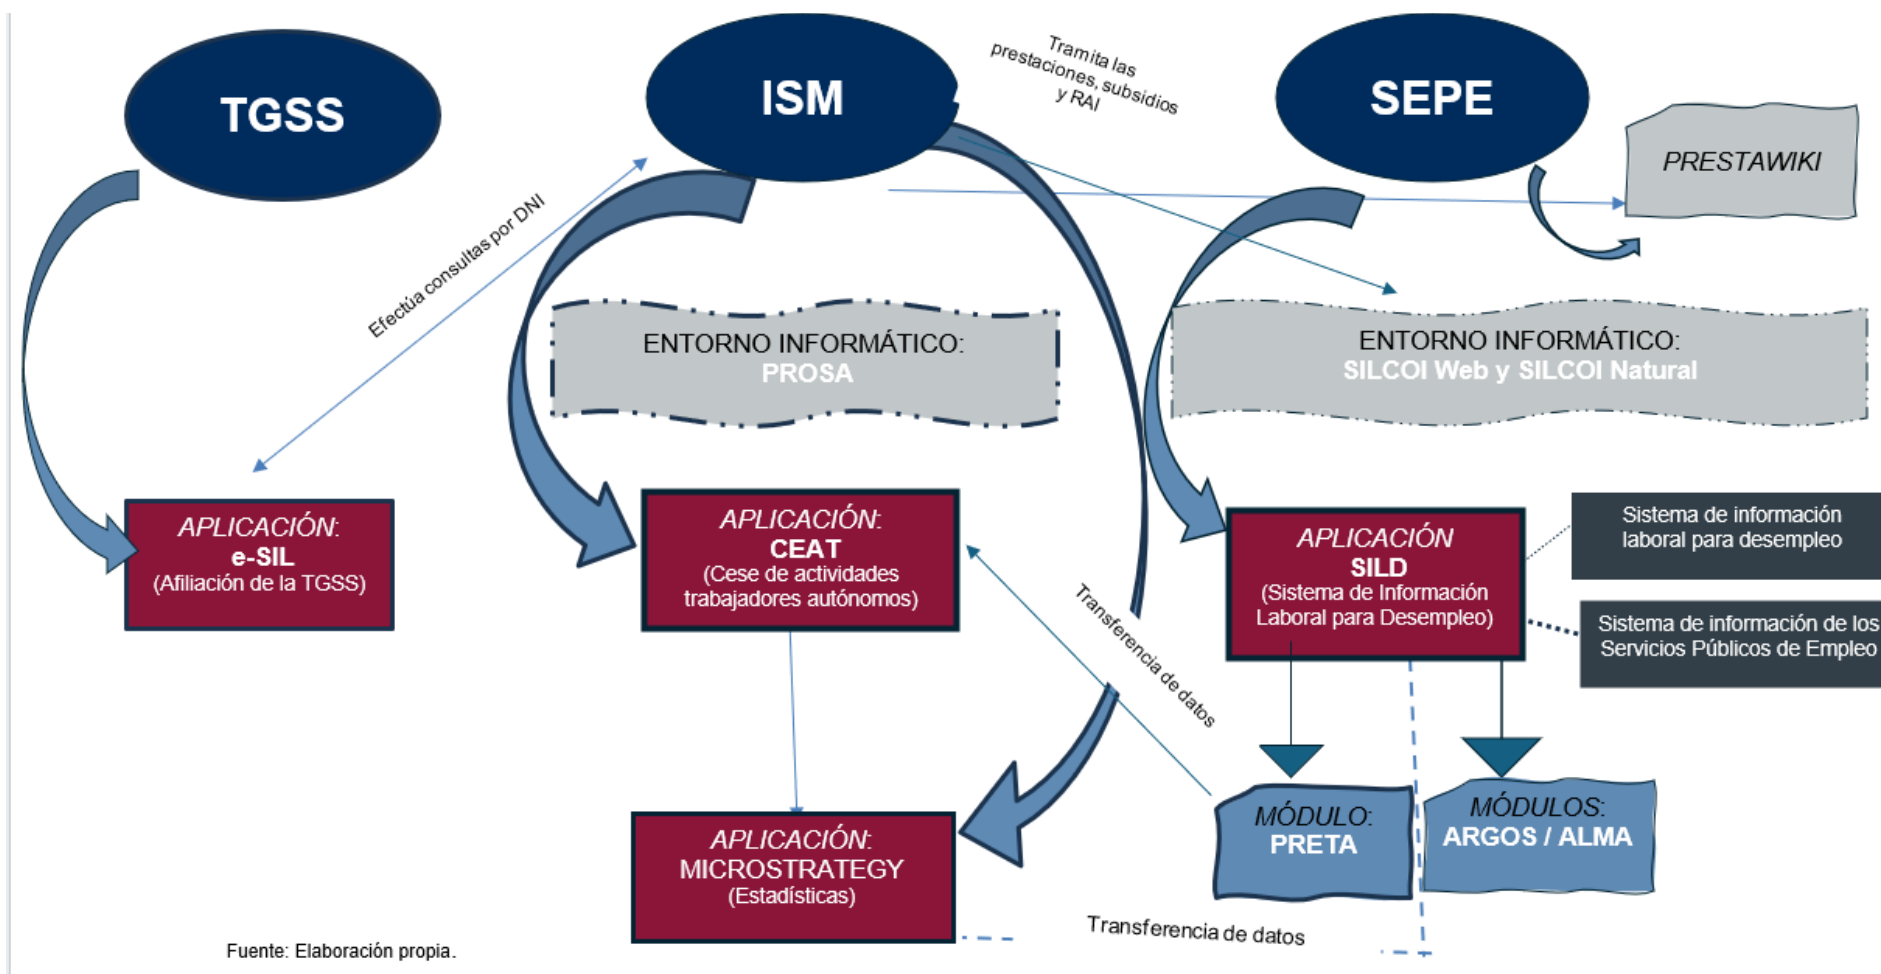 TGSS
ISM
SEPE
Tramita las
prestaciones, subsidios
y RAI
PRESTAWIKI
Efectúa consultas por DNI
ENTORNO INFORMÁTICO:
PROSA
ENTORNO INFORMÁTICO:
SILCOI Web y SILCOI Natural
APLICACIÓN:
e-SIL
(Afiliación de la TGSS)
APLICACIÓN:
CEAT
(Cese de actividades
trabajadores autónomos)
APLICACIÓN
SILD
(Sistema de Información
Laboral para Desempleo)
Sistema de información
laboral para desempleo
Sistema de información de los
Servicios Públicos de Empleo
Transferencia de datos
APLICACIÓN:
MICROSTRATEGY
(Estadísticas)
MÓDULO:
PRETA
MÓDULOS:
ARGOS / ALMA
Transferencia de datos
Fuente: Elaboración propia.